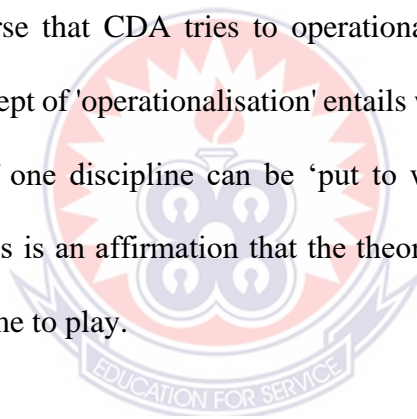 rse that CDA tries to operationa
ept of 'operationalisation' entails
one discipline can be ‘put to
s is an affirmation that the theor
ne to play.
EDUCATION FOR SERVICE